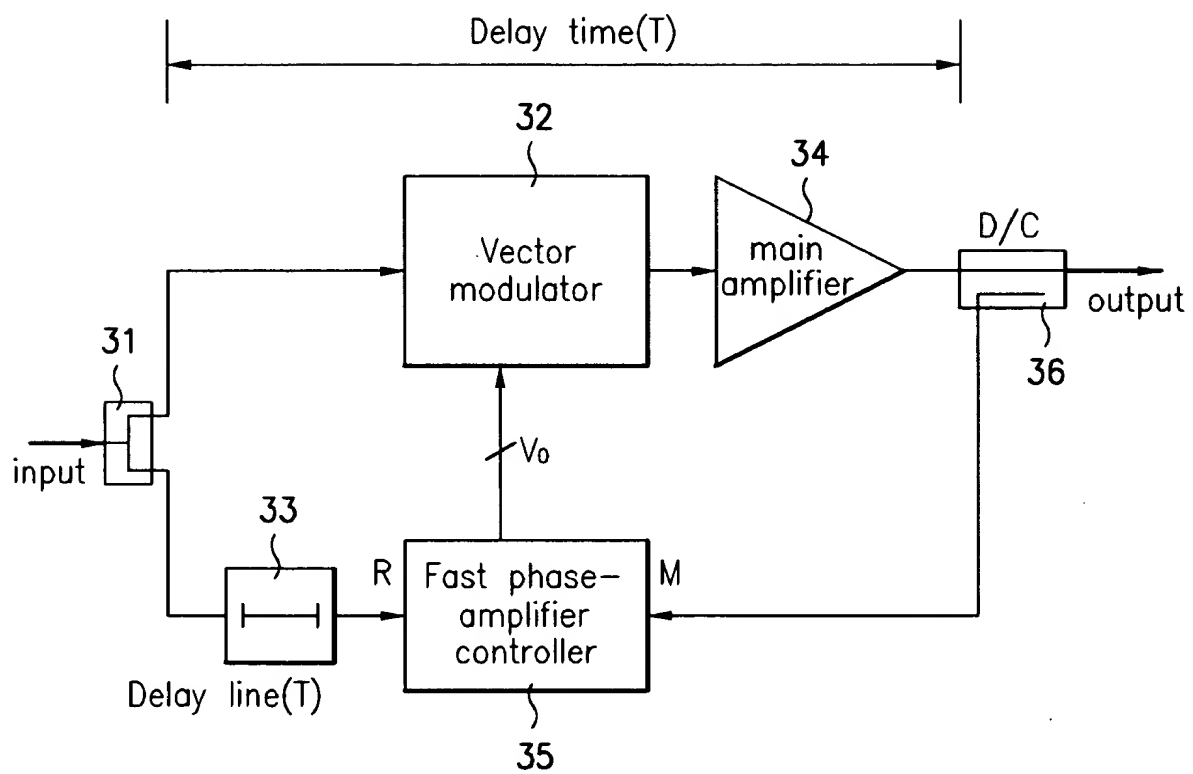 Delay time(T)
32
34
Vector
modulator
main
amplifier
D/C
output
36
31
input
V0
33
R
Fast phase-
amplifier
controller
M
Delay line(T)
35